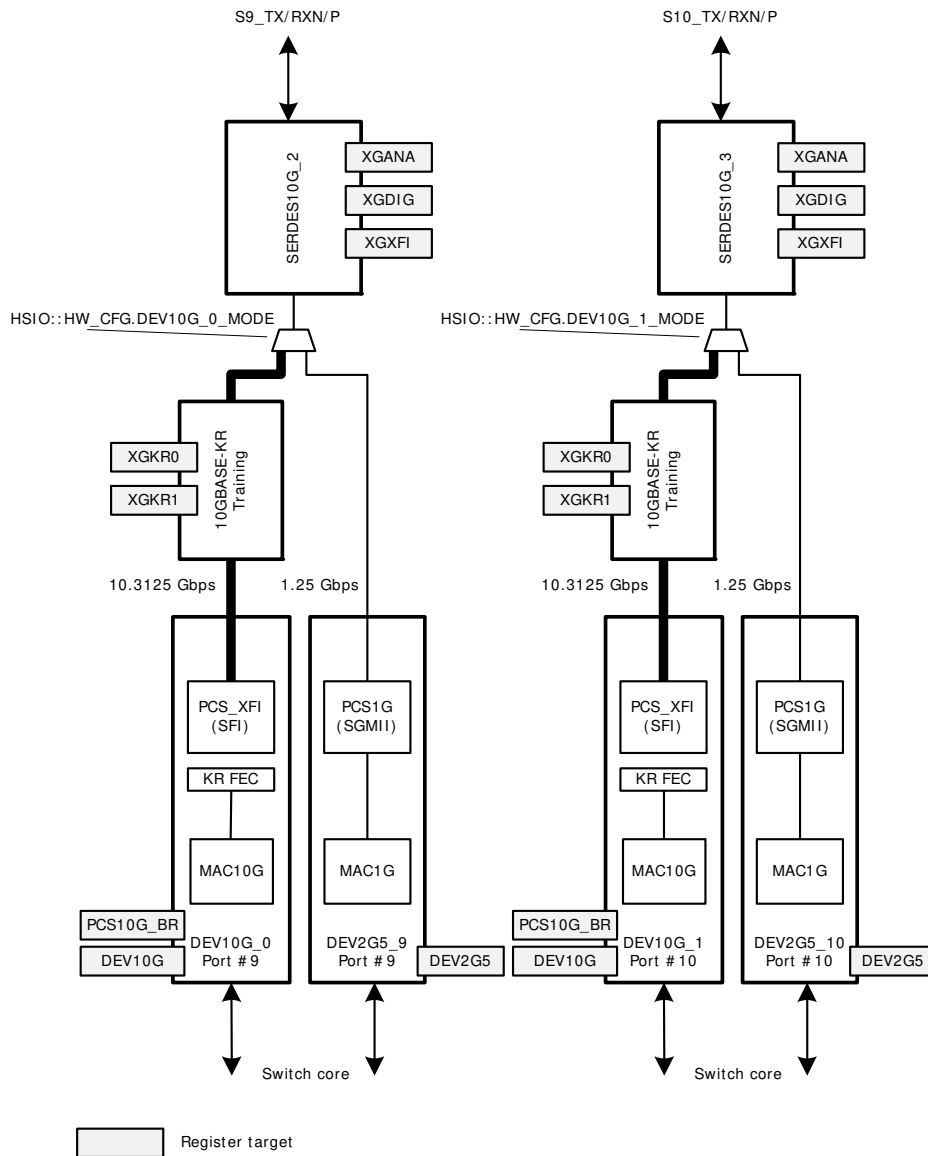 S9_TX/RXN/P
S10_TX/RXN/P
SERDES10G_2
XGANA
XGDIG
XGXFI
SERDES10G_3
XGANA
XGDIG
XGXFI
HSIO::HW_CFG.DEV10G_0_MODE
HSIO::HW_CFG.DEV10G_1_MODE
XGKR0
XGKR1
10GBASE-KR
Training
XGKR0
XGKR1
10GBASE-KR
Training
10.3125 Gbps
1.25 Gbps
10.3125 Gbps
1.25 Gbps
PCS_XFI
(SFI)
PCS1G
(SGMII)
PCS_XFI
(SFI)
PCS1G
(SGMII)
KR FEC
KR FEC
MAC10G
MAC1G
MAC10G
MAC1G
PCS10G_BR
DEV10G
DEV10G_0
Port #9
DEV2G5_9
Port #9
DEV2G5
PCS10G_BR
DEV10G
DEV10G_1
Port #10
DEV2G5_10
Port #10
DEV2G5
Switch core
Switch core
Register target